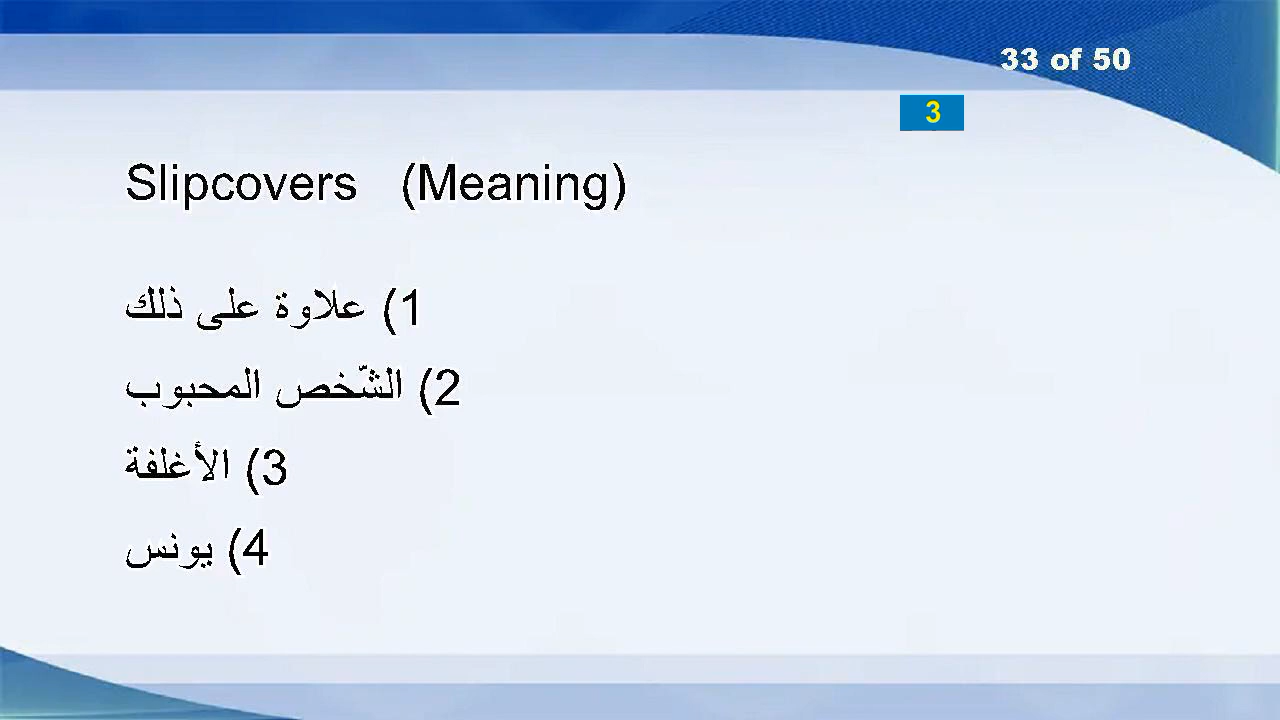 33 of 50
3
Slipcovers (Meaning)
1) علاوة على ذلك
2) الشّخص المحبوب
3) الأغلفة
4) يونس